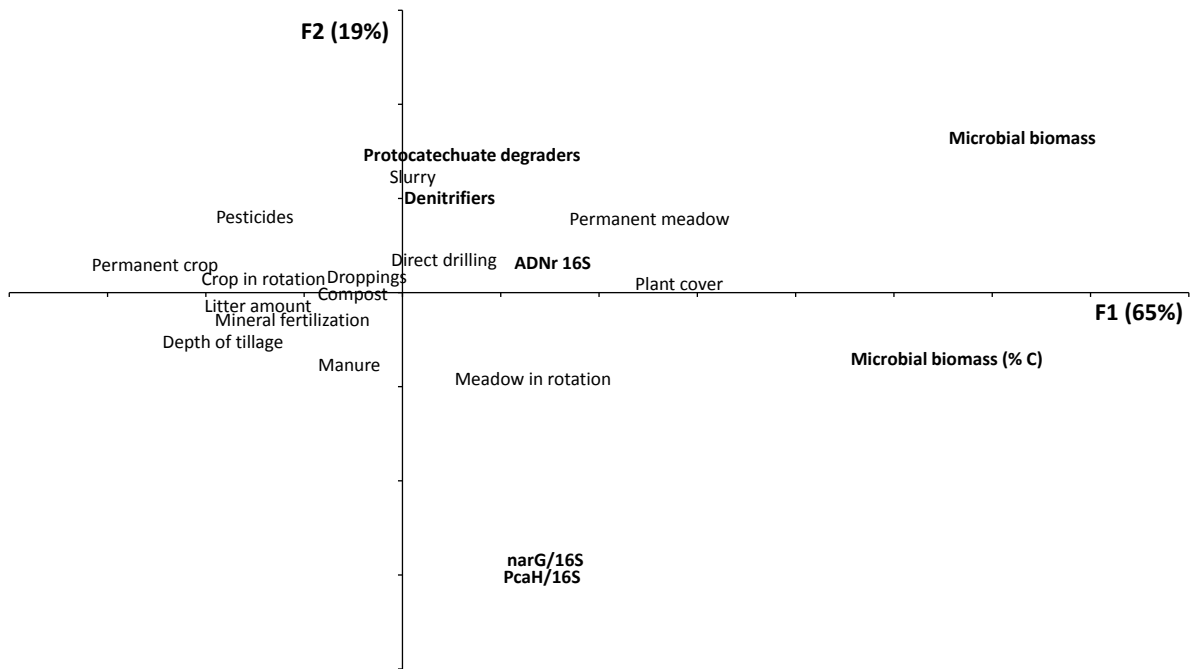 F2 (19%)
Microbial biomass
Protocatechuate degraders
Slurry
Denitrifiers
Pesticides
Permanent meadow
Direct drilling
ADNr 16S
Permanent crop
Crop in rotation
Droppings
Plant cover
Compost
Litter amount
F1 (65%)
Mineral fertilization
Depth of tillage
Microbial biomass (% C)
Manure
Meadow in rotation
narG/16S
PcaH/16S